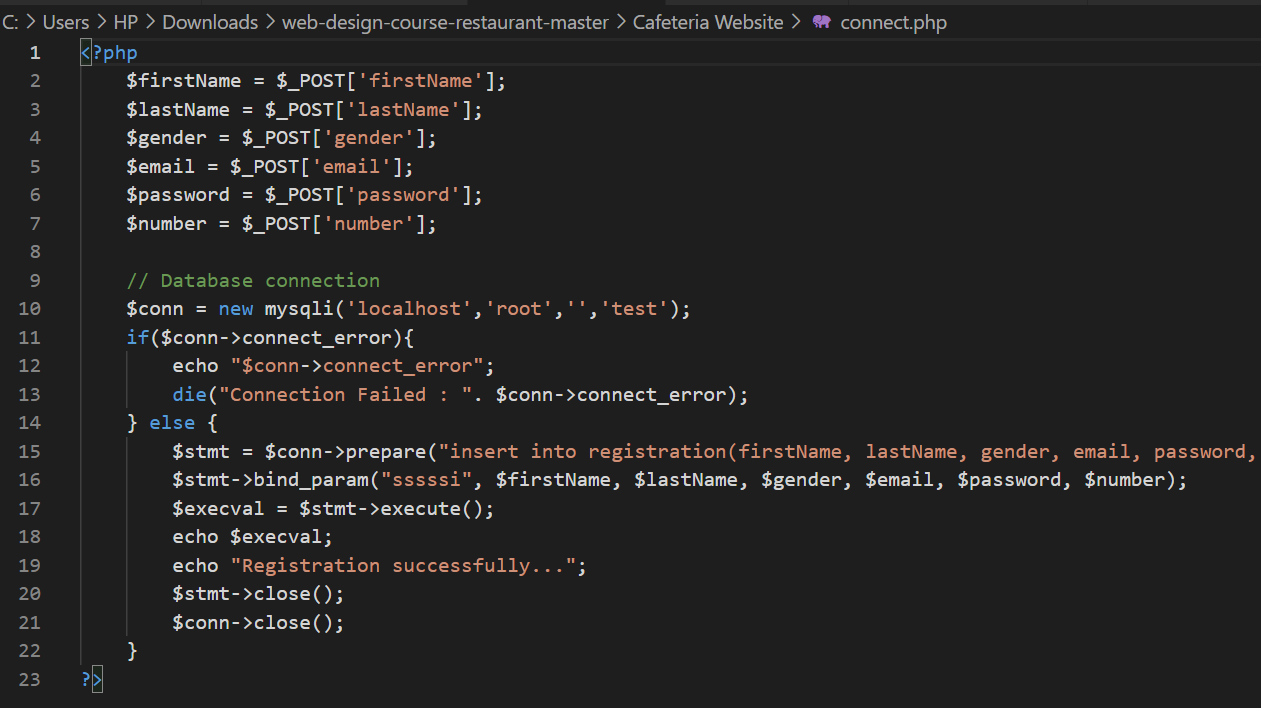 C: > Users > HP > Downloads > web-design-course-restaurant-master > Cafeteria Website > connect.php
1 <?php
2     $firstName = $_POST['firstName'];
3     $lastName = $_POST['lastName'];
4     $gender = $_POST['gender'];
5     $email = $_POST['email'];
6     $password = $_POST['password'];
7     $number = $_POST['number'];
8
9     // Database connection
10     $conn = new mysqli('localhost','root','','test');
11     if($conn->connect_error){
12         echo "$conn->connect_error";
13         die("Connection Failed : ". $conn->connect_error);
14     } else {
15         $stmt = $conn->prepare("insert into registration(firstName, lastName, gender, email, password,
16         $stmt->bind_param("sssssi", $firstName, $lastName, $gender, $email, $password, $number);
17         $execval = $stmt->execute();
18         echo $execval;
19         echo "Registration successfully...";
20         $stmt->close();
21         $conn->close();
22     }
23 ?>